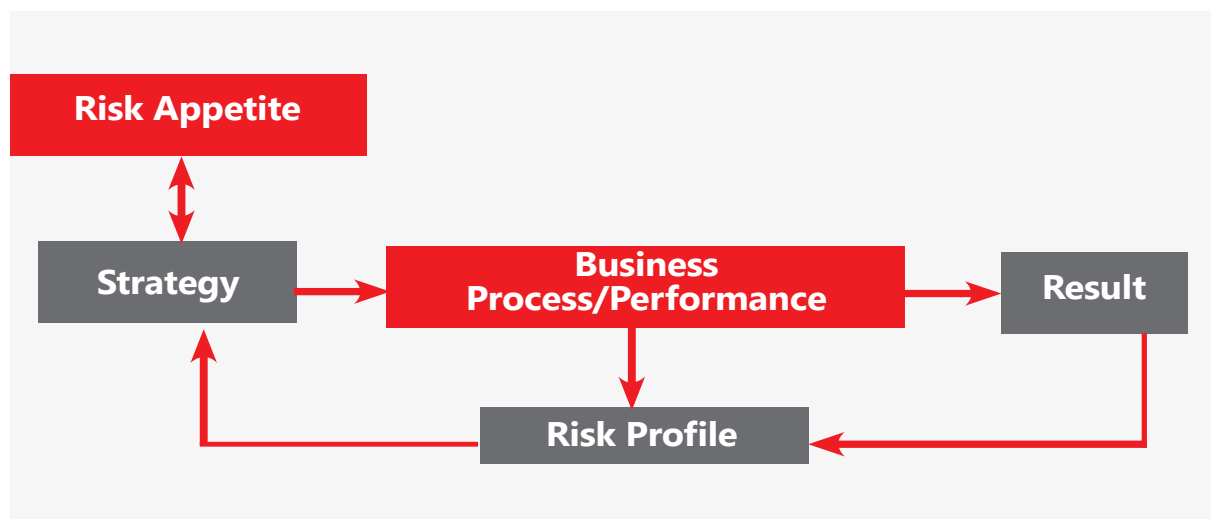 Risk Appetite
Strategy
Business
Process/Performance
Result
Risk Profile